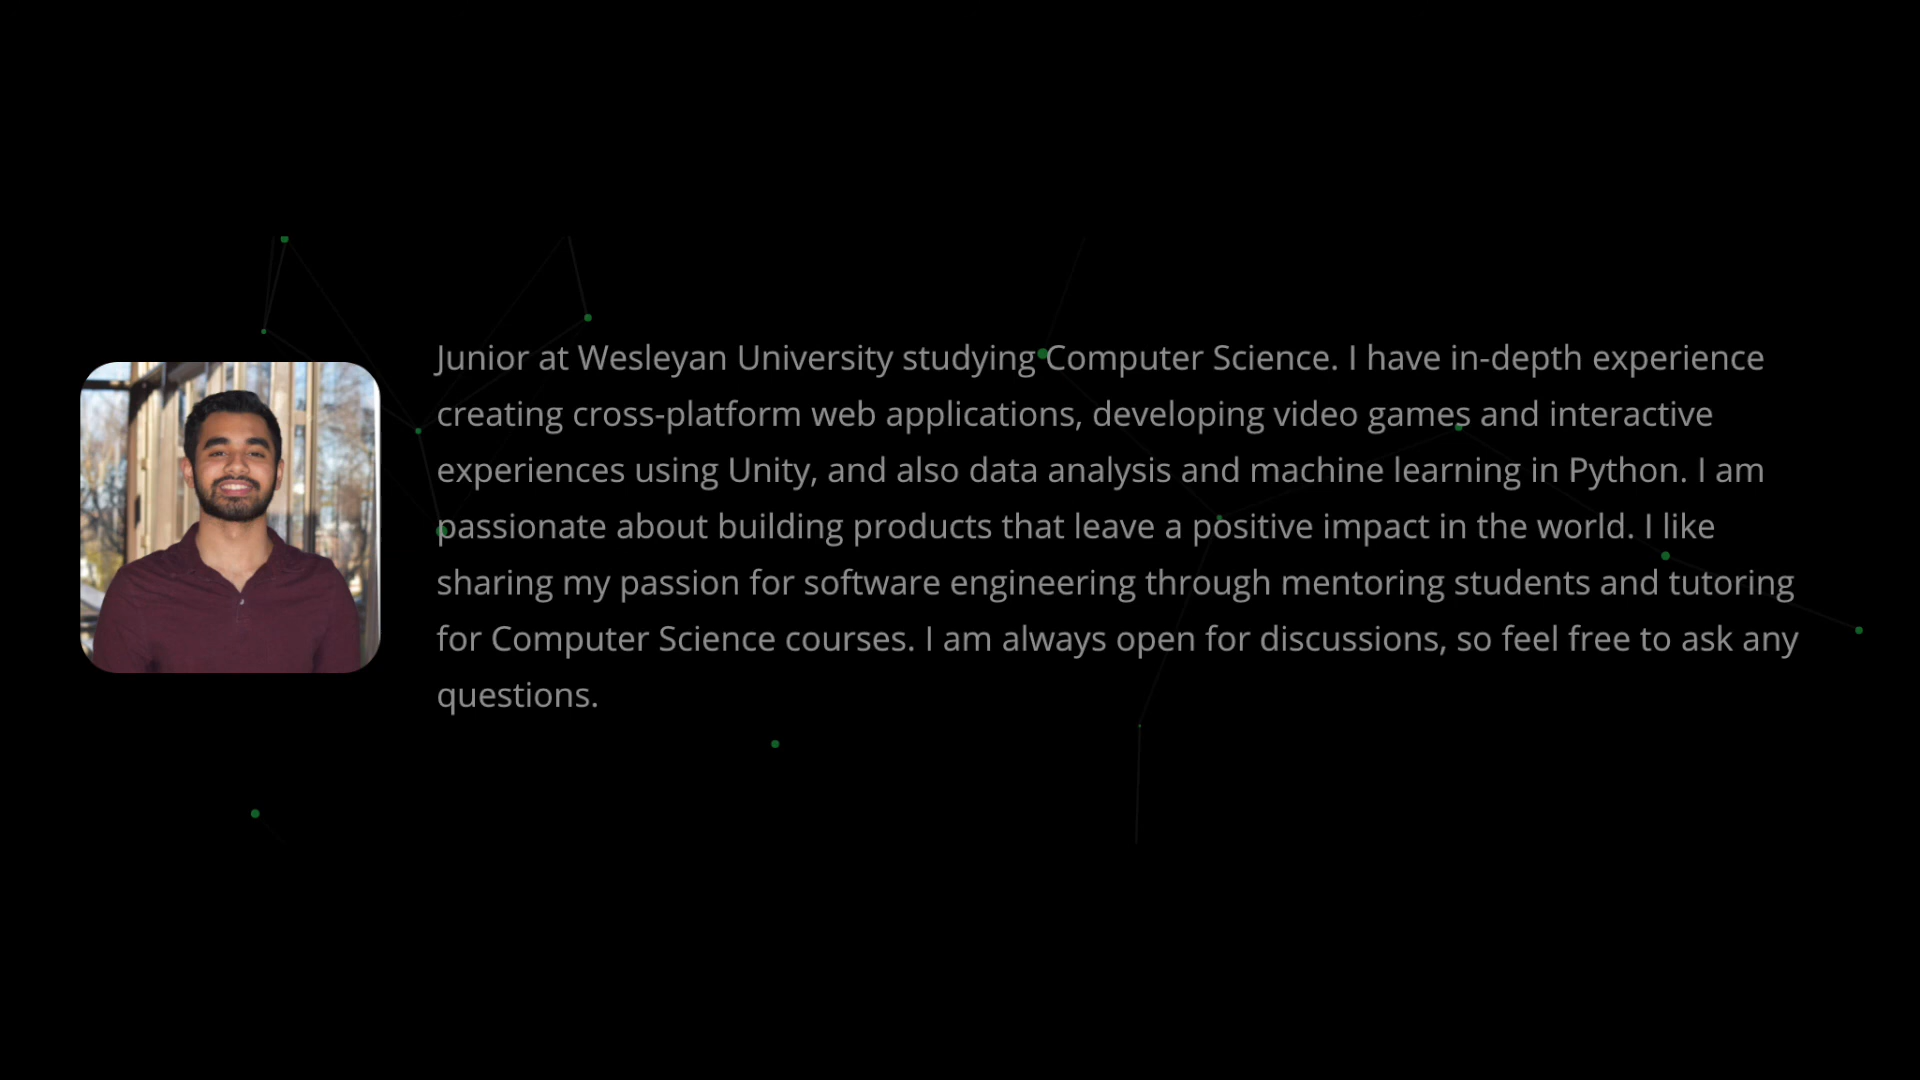 Junior at Wesleyan University studying Computer Science. I have in-depth experience
creating cross-platform web applications, developing video games and interactive
experiences using Unity, and also data analysis and machine learning in Python. I am
passionate about building products that leave a positive impact in the world. I like
sharing my passion for software engineering through mentoring students and tutoring
for Computer Science courses. I am always open for discussions, so feel free to ask any
questions.